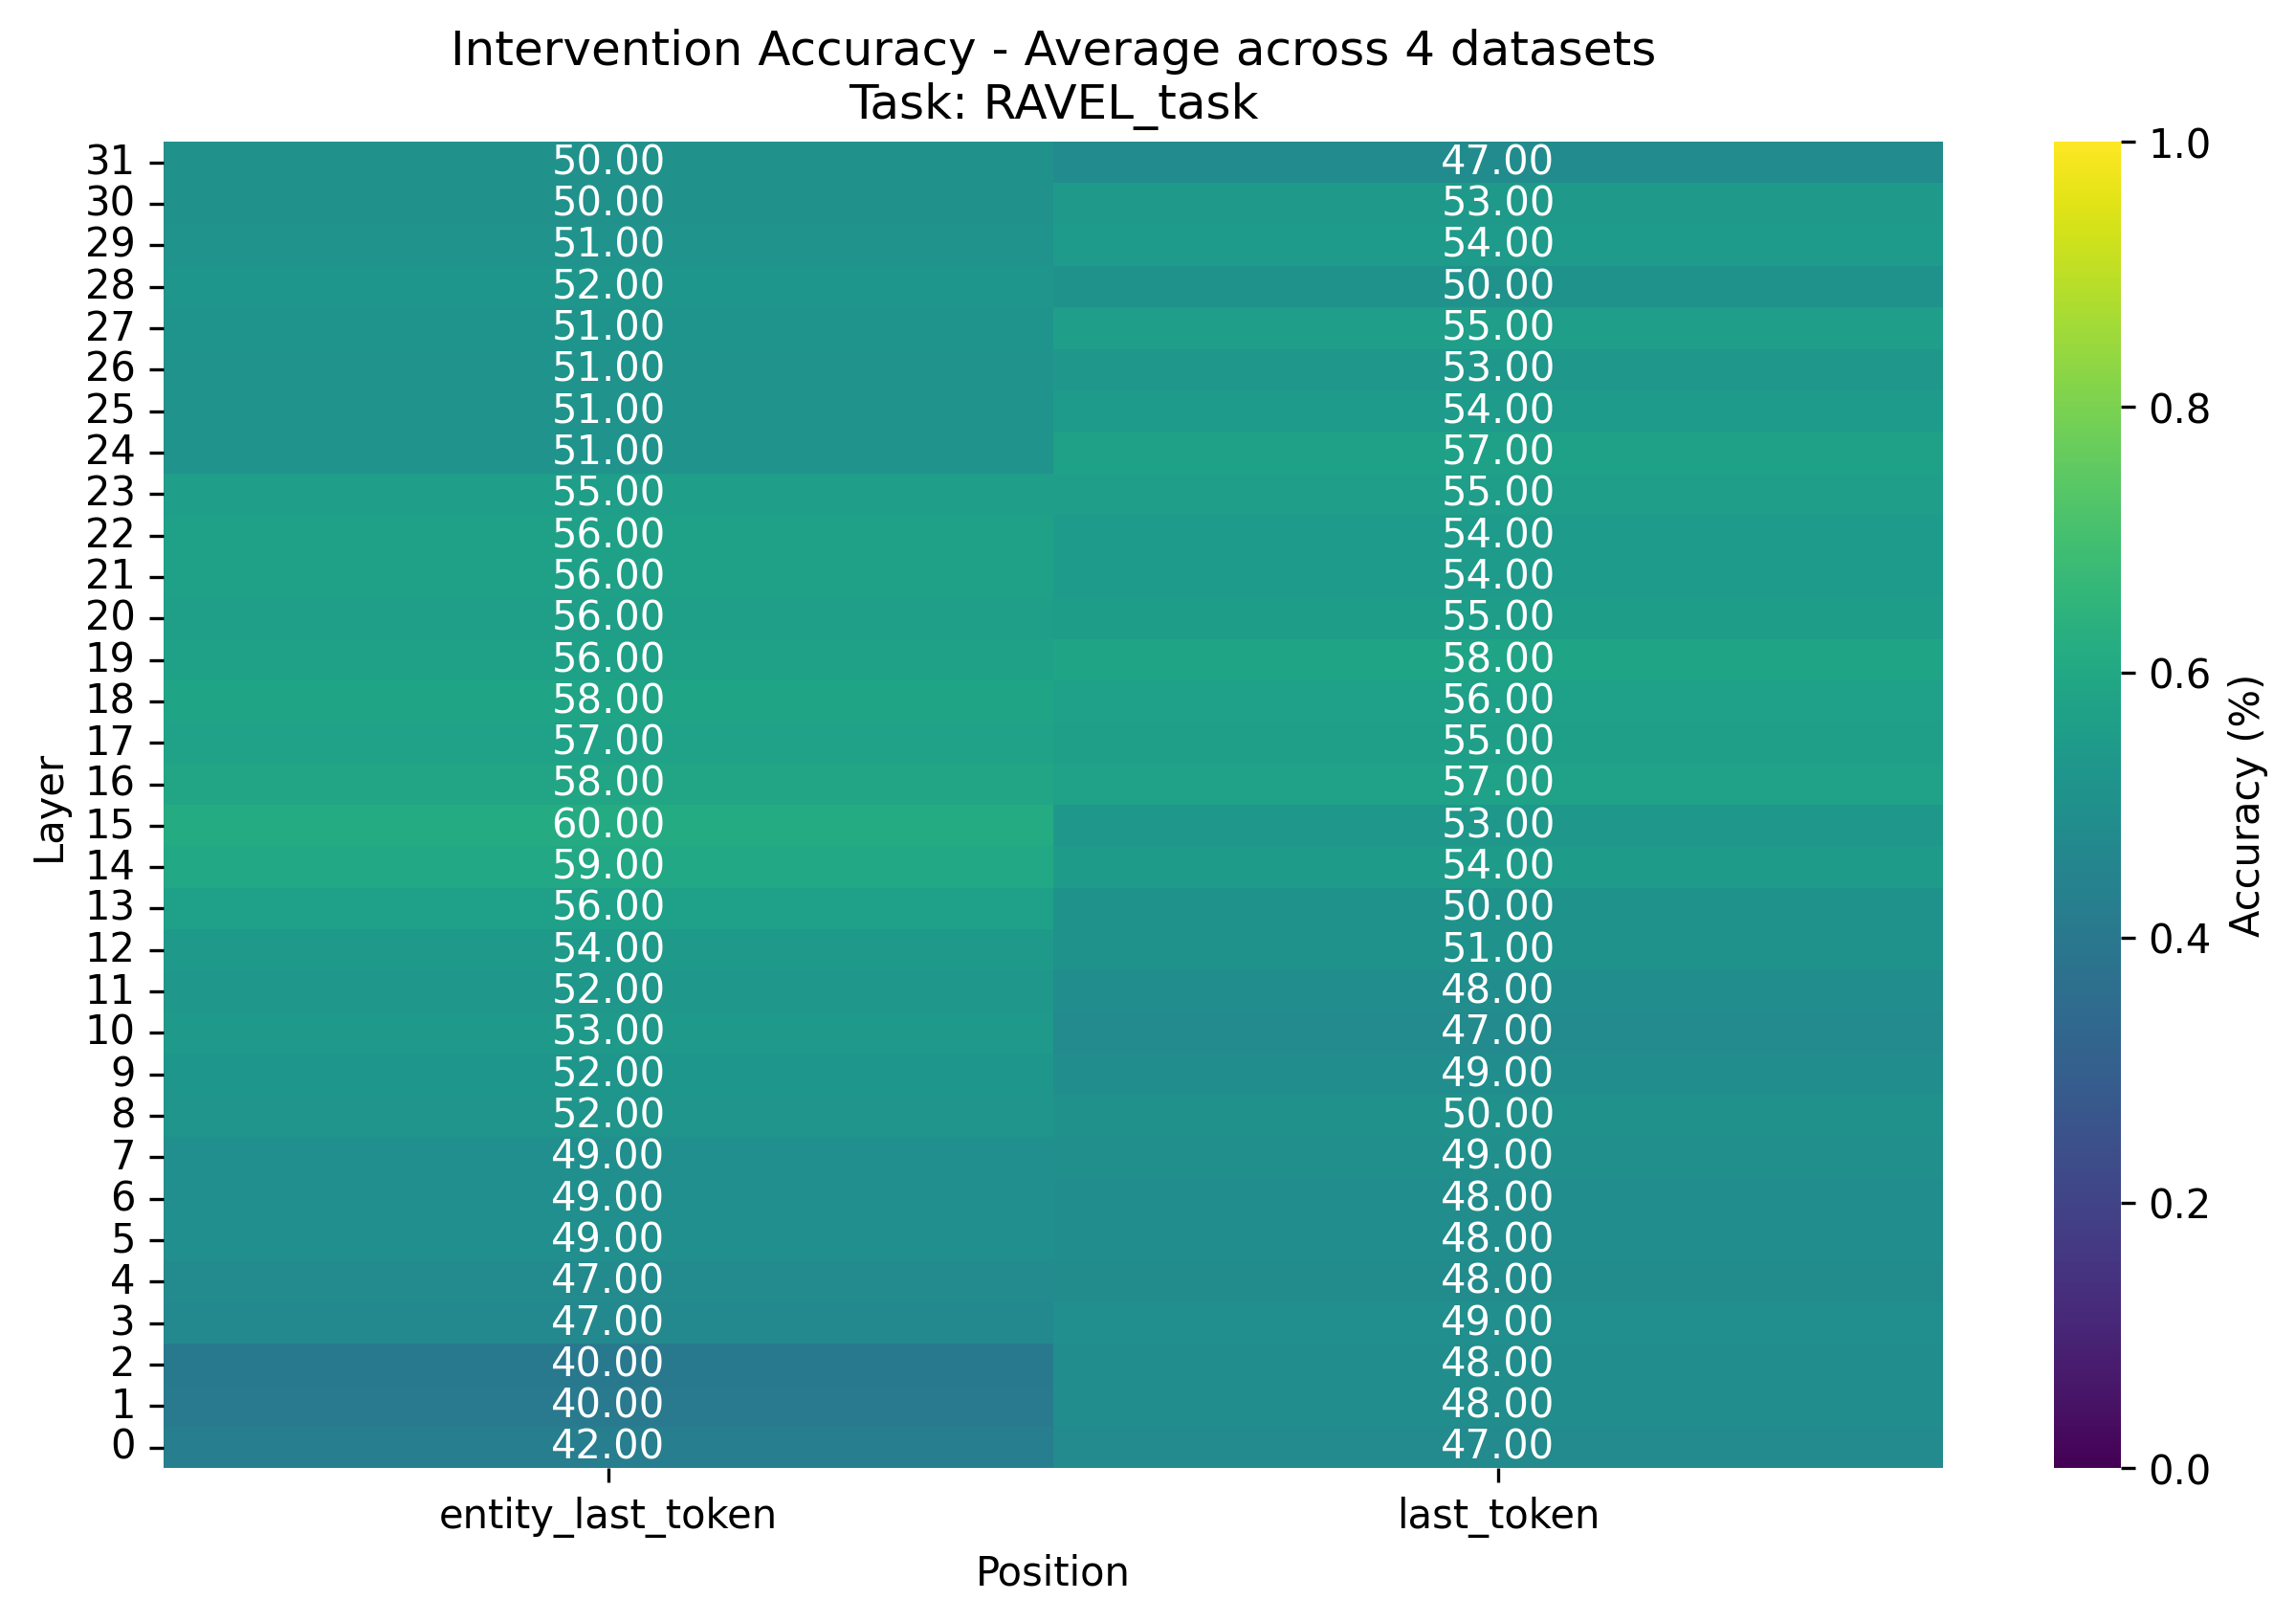 Intervention Accuracy - Average across 4 datasets
Task: RAVEL_task
31 50.00 47.00
30 50.00 53.00
29 51.00 54.00
28 52.00 50.00
27 51.00 55.00
26 51.00 53.00
25 51.00 54.00
24 51.00 57.00
23 55.00 55.00
22 56.00 54.00
21 56.00 54.00
20 56.00 55.00
19 56.00 58.00
18 58.00 56.00
17 57.00 55.00
16 58.00 57.00
15 60.00 53.00
14 59.00 54.00
13 56.00 50.00
12 54.00 51.00
11 52.00 48.00
10 53.00 47.00
9 52.00 49.00
8 52.00 50.00
7 49.00 49.00
6 49.00 48.00
5 49.00 48.00
4 47.00 48.00
3 47.00 49.00
2 40.00 48.00
1 40.00 48.00
0 42.00 47.00
Layer
entity_last_token last_token
Position
1.0
0.8
0.6
0.4
0.2
0.0
Accuracy (%)